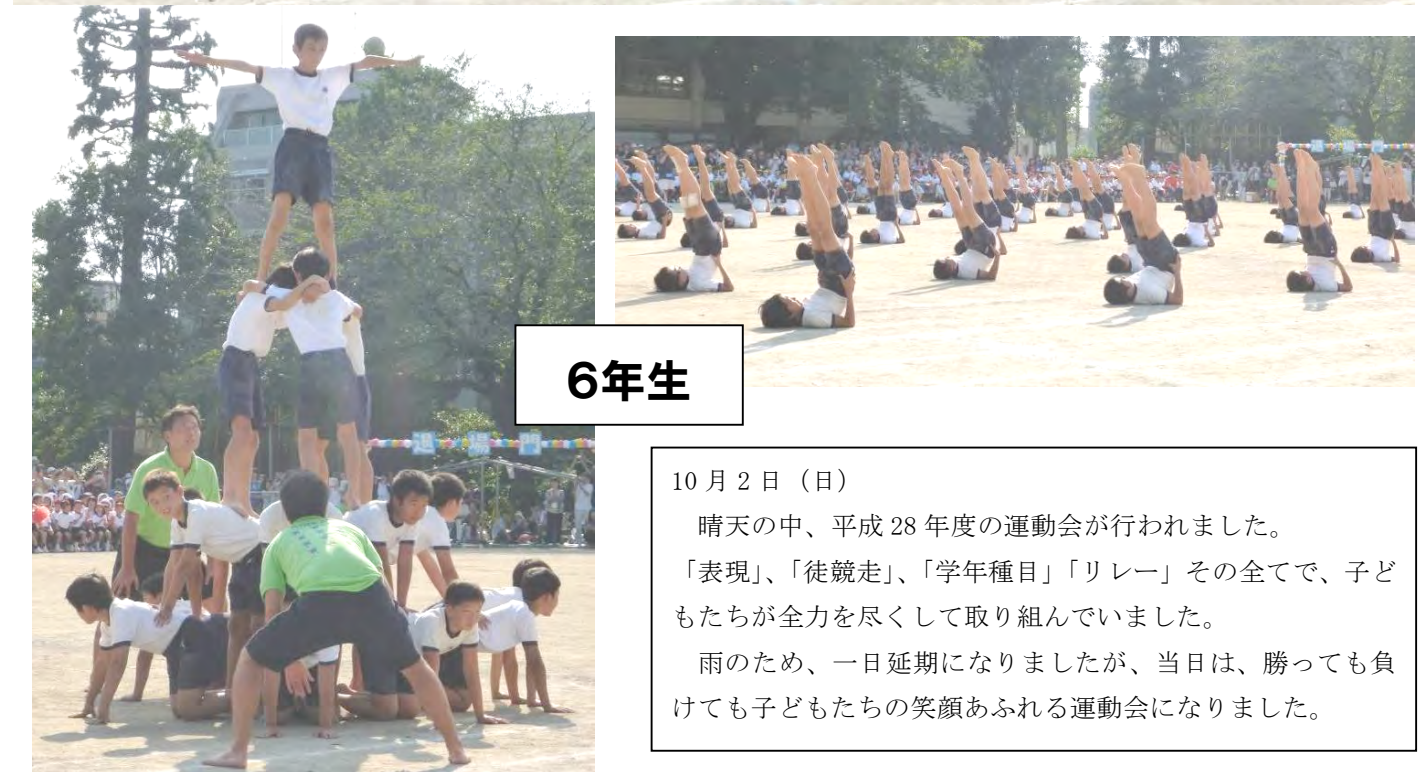 退場門
6年生
10月2日（日）
晴天の中、平成28年度の運動会が行われました。
「表現」、「徒競走」、「学年種目」「リレー」その全てで、子ど
もたちが全力を尽くして取り組んでいました。
雨のため、一日延期になりましたが、当日は、勝っても負
けても子どもたちの笑顔あふれる運動会になりました。